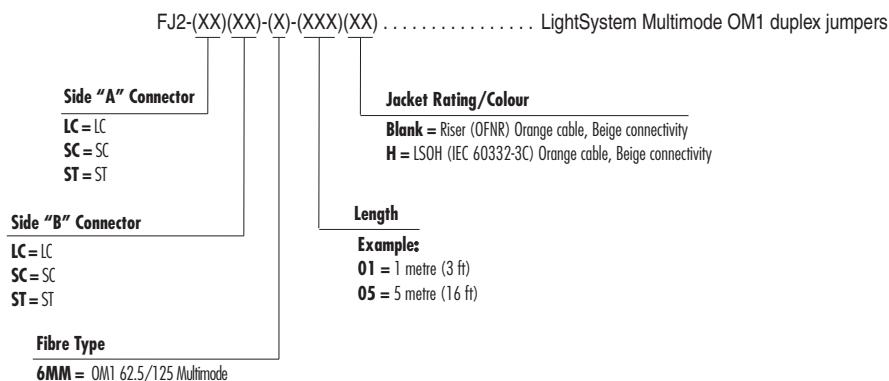 FJ2-(XX)(XX)-(X)-(XXX)(XX) . . . . . . . . . . . . . . . . LightSystem Multimode OM1 duplex jumpers
Side “A” Connector
LC = LC
SC = SC
ST = ST
Jacket Rating/Colour
Blank = Riser (OFNR) Orange cable, Beige connectivity
H = LSOH (IEC 60332-3C) Orange cable, Beige connectivity
Side “B” Connector
LC = LC
SC = SC
ST = ST
Length
Example:
01 = 1 metre (3 ft)
05 = 5 metre (16 ft)
Fibre Type
6MM = OM1 62.5/125 Multimode